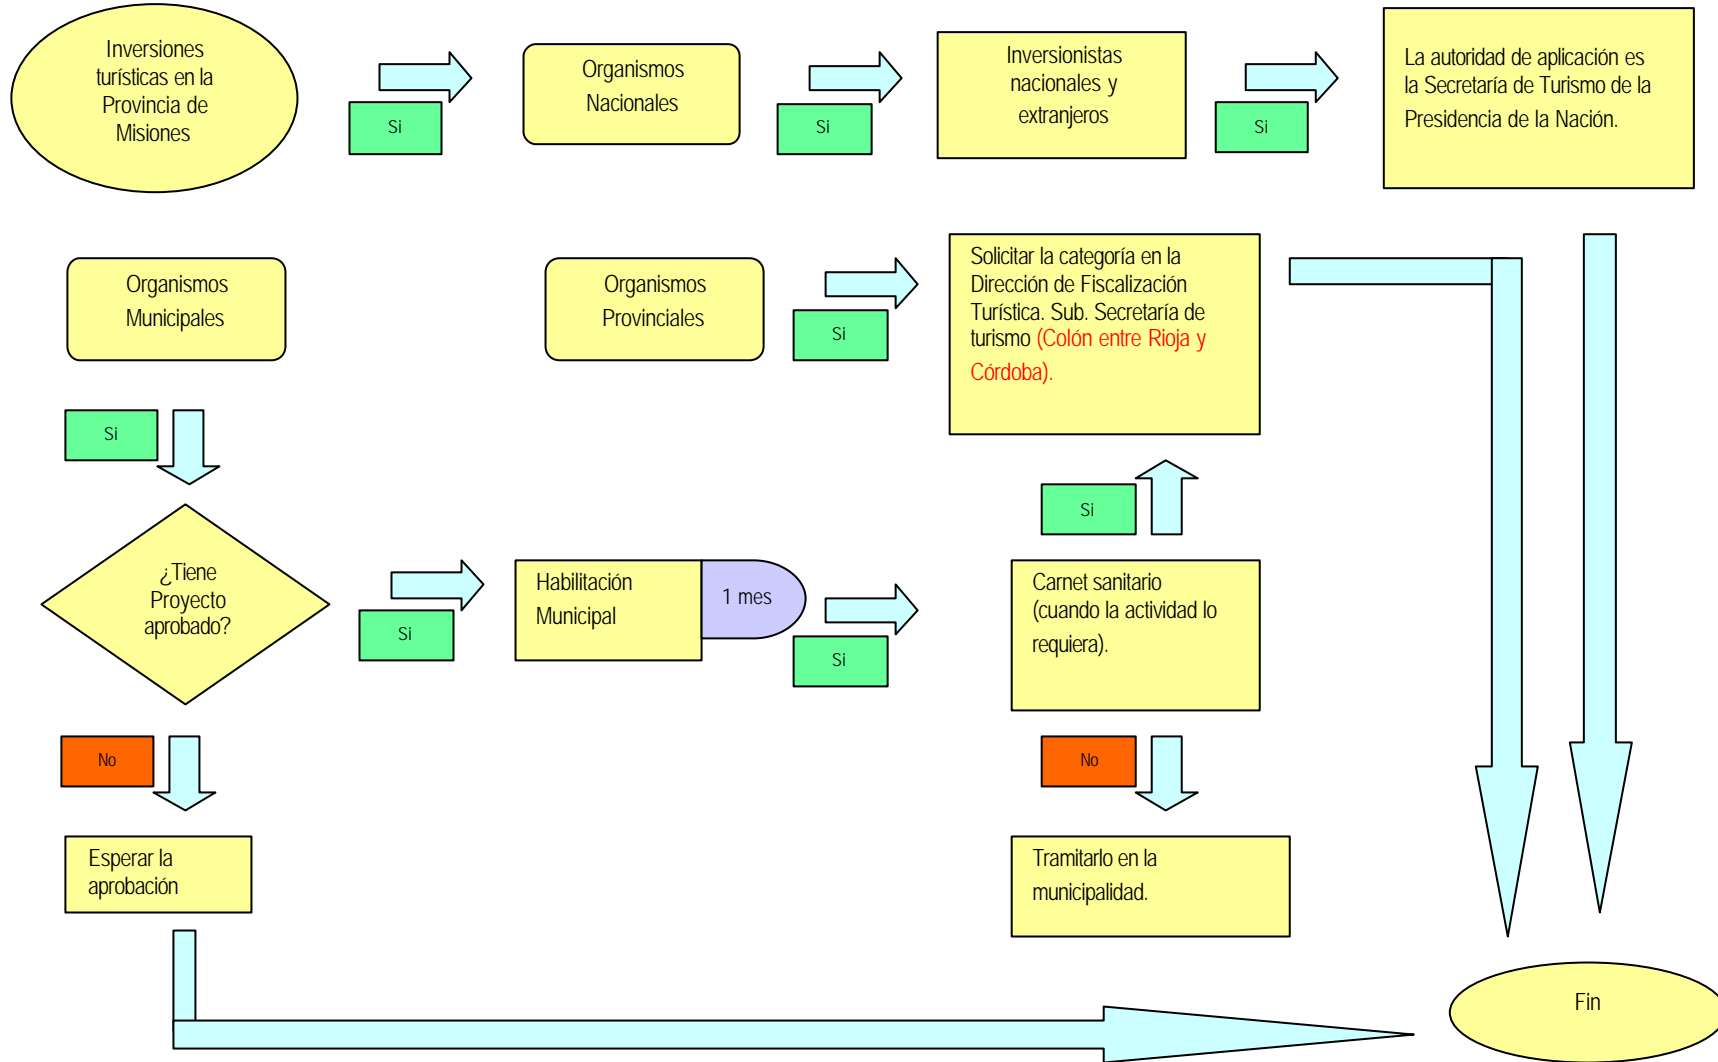 Inversiones
turísticas en la
Provincia de
Misiones
Si
Organismos
Nacionales
Si
Inversionistas
nacionales y
extranjeros
Si
La autoridad de aplicación es
la Secretaría de Turismo de la
Presidencia de la Nación.
Organismos
Municipales
Organismos
Provinciales
Si
Solicitar la categoría en la
Dirección de Fiscalización
Turística. Sub. Secretaría de
turismo (Colón entre Rioja y
Córdoba).
Si
Si
¿Tiene
Proyecto
aprobado?
Si
Habilitación
Municipal
1 mes
Si
Carnet sanitario
(cuando la actividad lo
requiera).
No
No
Esperar la
aprobación
Tramitarlo en la
municipalidad.
Fin